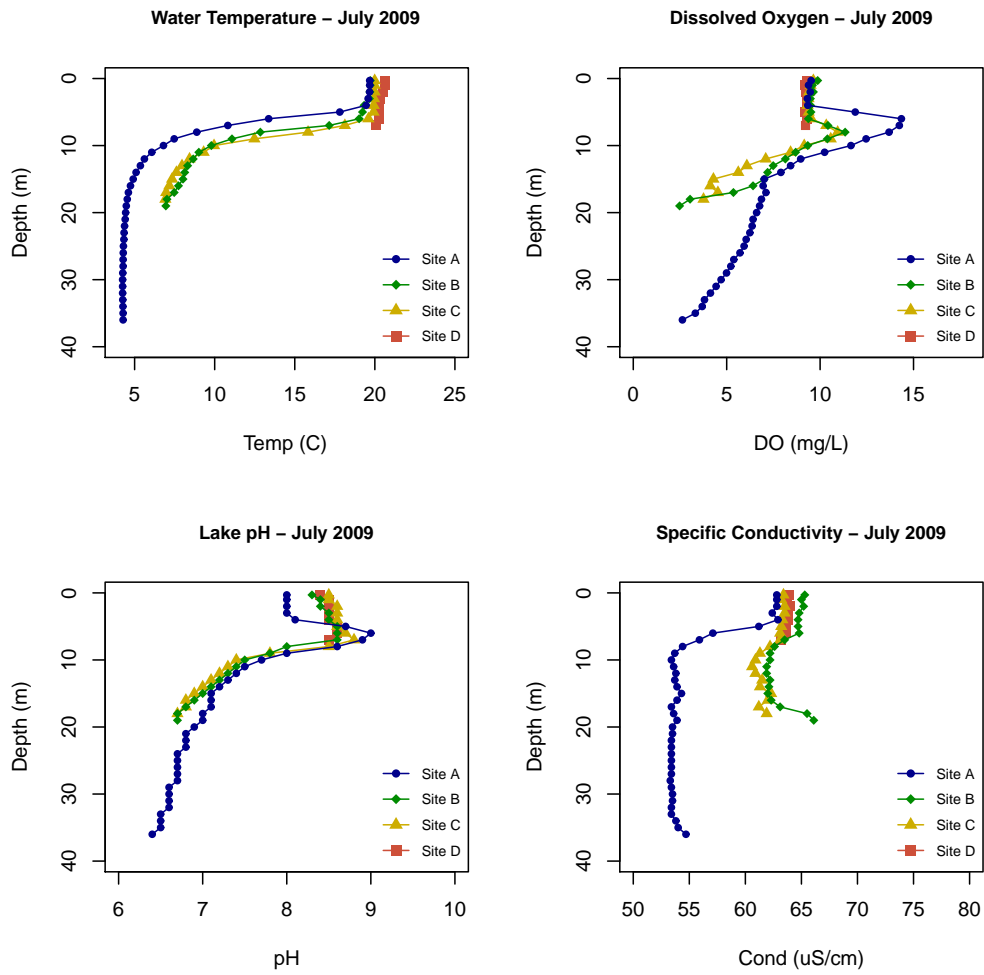 Water Temperature – July 2009
0
10
20
30
40
Depth (m)
5 10 15 20 25
Temp (C)
Site A
Site B
Site C
Site D
Dissolved Oxygen – July 2009
0
10
20
30
40
Depth (m)
0 5 10 15
DO (mg/L)
Site A
Site B
Site C
Site D
Lake pH – July 2009
0
10
20
30
40
Depth (m)
6 7 8 9 10
pH
Site A
Site B
Site C
Site D
Specific Conductivity – July 2009
0
10
20
30
40
Depth (m)
50 55 60 65 70 75 80
Cond (uS/cm)
Site A
Site B
Site C
Site D